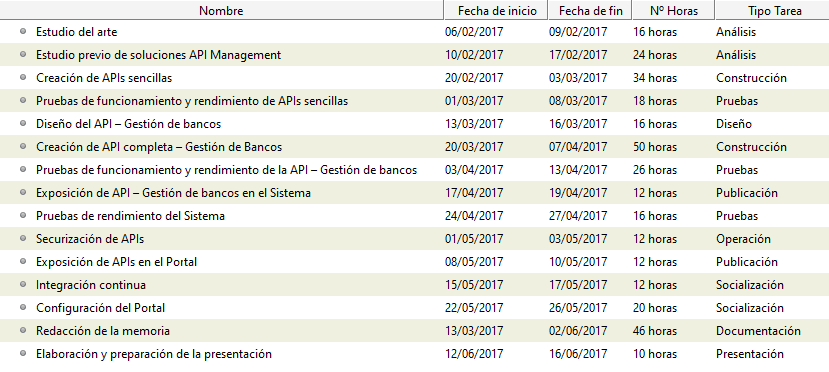 Nombre Fecha de inicio Fecha de fin Nº Horas Tipo Tarea
Estudio del arte 06/02/2017 09/02/2017 16 horas Análisis
Estudio previo de soluciones API Management 10/02/2017 17/02/2017 24 horas Análisis
Creación de APIs sencillas 20/02/2017 03/03/2017 34 horas Construcción
Pruebas de funcionamiento y rendimiento de APIs sencillas 01/03/2017 08/03/2017 18 horas Pruebas
Diseño del API – Gestión de bancos 13/03/2017 16/03/2017 16 horas Diseño
Creación de API completa – Gestión de Bancos 20/03/2017 07/04/2017 50 horas Construcción
Pruebas de funcionamiento y rendimiento de la API – Gestión de bancos 03/04/2017 13/04/2017 26 horas Pruebas
Exposición de API – Gestión de bancos en el Sistema 17/04/2017 19/04/2017 12 horas Publicación
Pruebas de rendimiento del Sistema 24/04/2017 27/04/2017 16 horas Pruebas
Securización de APIs 01/05/2017 03/05/2017 12 horas Operación
Exposición de APIs en el Portal 08/05/2017 10/05/2017 12 horas Publicación
Integración continua 15/05/2017 17/05/2017 12 horas Socialización
Configuración del Portal 22/05/2017 26/05/2017 20 horas Socialización
Redacción de la memoria 13/03/2017 02/06/2017 46 horas Documentación
Elaboración y preparación de la presentación 12/06/2017 16/06/2017 10 horas Presentación